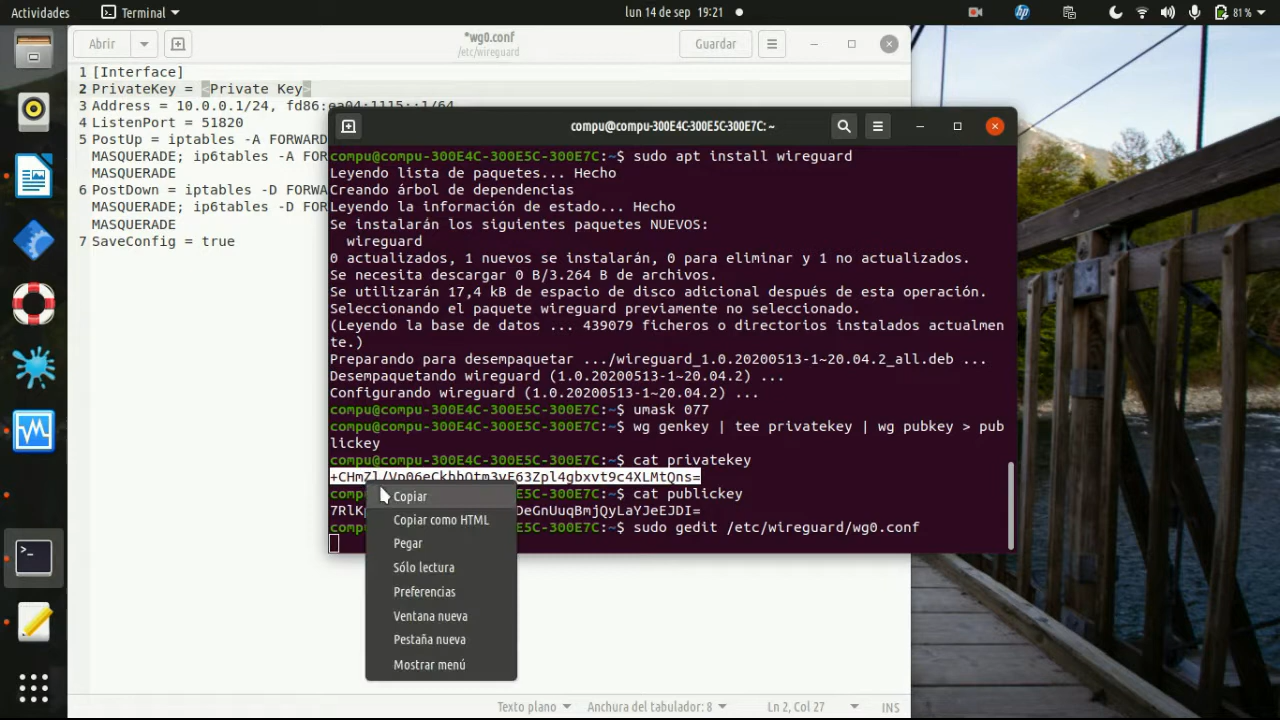 Actividades
Terminal
lun 14 de sep 19:21
81 %
Abrir
*wg0.conf
/etc/wireguard
Guardar
1 [Interface]
2 PrivateKey = <Private Key>
3 Address = 10.0.0.1/24, fd86:ea04:1115::1/64
4 ListenPort = 51820
5 PostUp = iptables -A FORWARD
MASQUERADE; ip6tables -A F
MASQUERADE
6 PostDown = iptables -D FORWA
MASQUERADE; ip6tables -D F
MASQUERADE
7 SaveConfig = true
compu@compu-300E4C-300E5C-300E7C: ~
compu@compu-300E4C-300E5C-300E7C:~$ sudo apt install wireguard
Leyendo lista de paquetes... Hecho
Creando árbol de dependencias
Leyendo la información de estado... Hecho
Se instalarán los siguientes paquetes NUEVOS:
wireguard
0 actualizados, 1 nuevos se instalarán, 0 para eliminar y 1 no actualizados.
Se necesita descargar 0 B/3.264 B de archivos.
Se utilizarán 17,4 kB de espacio de disco adicional después de esta operación.
Seleccionando el paquete wireguard previamente no seleccionado.
(Leyendo la base de datos ... 439079 ficheros o directorios instalados actualmen
te.)
Preparando para desempaquetar .../wireguard_1.0.20200513-1~20.04.2_all.deb ...
Desempaquetando wireguard (1.0.20200513-1~20.04.2) ...
Configurando wireguard (1.0.20200513-1~20.04.2) ...
compu@compu-300E4C-300E5C-300E7C:~$ umask 077
compu@compu-300E4C-300E5C-300E7C:~$ wg genkey | tee privatekey | wg pubkey > pub
lickey
compu@compu-300E4C-300E5C-300E7C:~$ cat privatekey
compu E5C-300E7C:~$ cat publickey
DeGnUuqBmjQyLaYJeEJDI=
compu E5C-300E7C:~$ sudo gedit /etc/wireguard/wg0.conf
Copiar
Copiar como HTML
Pegar
Sólo lectura
Preferencias
Ventana nueva
Pestaña nueva
Mostrar menú
Texto plano
Anchura del tabulador: 8
Ln 2, Col 27
INS